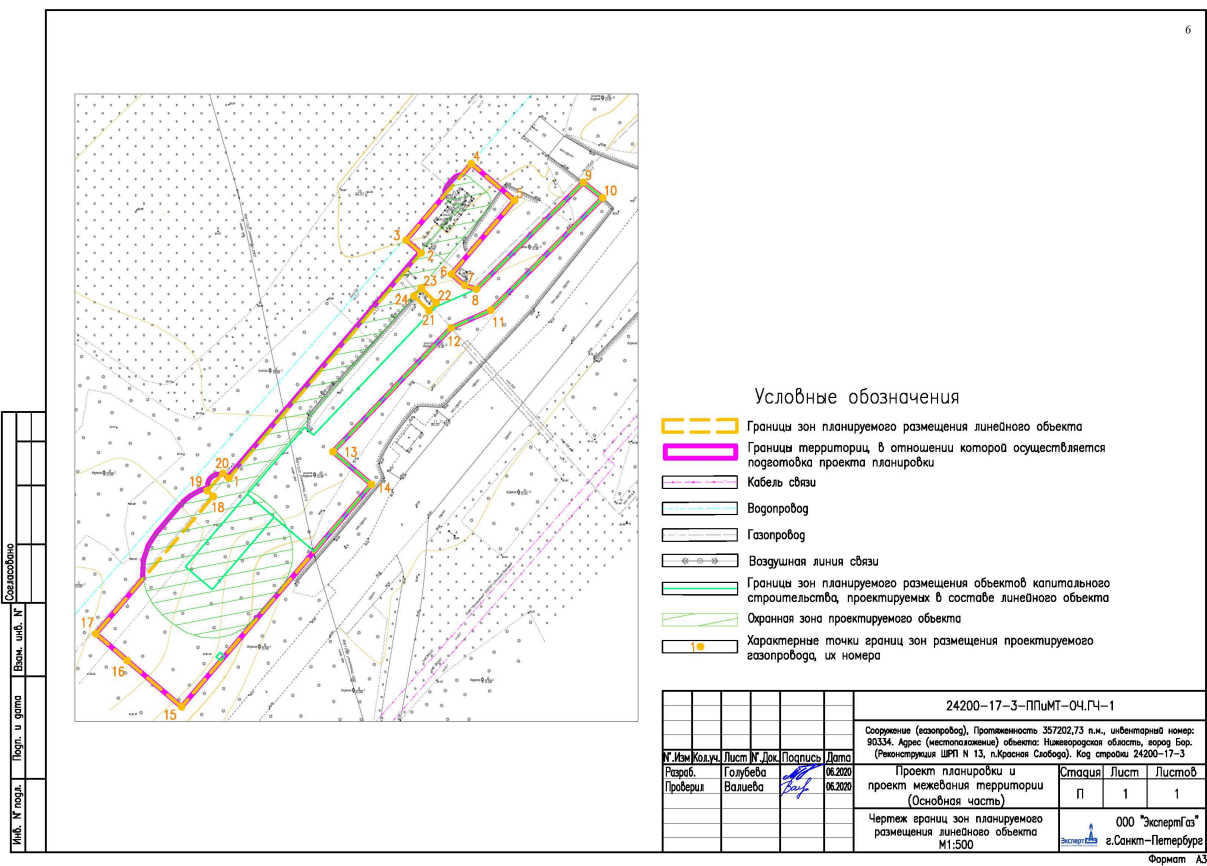 6
4
5
9
10
3
2
6
7
8
23
24
22
21
11
12
13
14
20
19
1
18
17
16
15
Условные обозначения
Границы зон планируемого размещения линейного объекта
Границы территории, в отношении которой осуществляется
подготовка проекта планировки
Кабель связи
Водопровод
Газопровод
Воздушная линия связи
Границы зон планируемого размещения объектов капитального
строительства, проектируемых в составе линейного объекта
Охранная зона проектируемого объекта
1
Характерные точки границ зон размещения проектируемого
газопровода, их номера
Согласовано
Взам. инв. N°
Подп. и дата
Инв. N° подл.
24200-17-3-ППиМТ-ОЧ.ГЧ-1
Сооружение (газопровод), Протяженность 357202,73 п.м., инвентарный номер:
90334. Адрес (местоположение) объекта: Нижегородская область, город Бор.
(Реконструкция ШРП N 13, п.Красная Слобода). Код стройки 24200-17-3
N°.Изм Кол.уч. Лист N°.Док. Подпись Дата
Разраб. Голубева 06.2020
Проверил Валиева 06.2020
Проект планировки и
проект межевания территории
(Основная часть)
Стадия Лист Листов
П 1 1
Чертеж границ зон планируемого
размещения линейного объекта
М1:500
Эксперт
ООО "ЭкспертГаз"
г.Санкт-Петербург
Формат А3